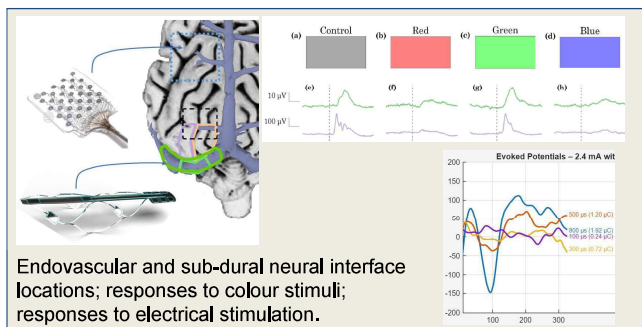 Control Red Green Blue
(a) (b) (c) (d)
(e) (f) (g) (h)
10 μV
100 μV
Evoked Potentials – 2.4 mA wit
200
150
100
50
0
-50
-100
-150
-200
500 μs (1.20 μC)
800 μs (1.92 μC)
100 μs (0.24 μC)
300 μs (0.72 μC)
0 100 200 300
Endovascular and sub-dural neural interface
locations; responses to colour stimuli;
responses to electrical stimulation.